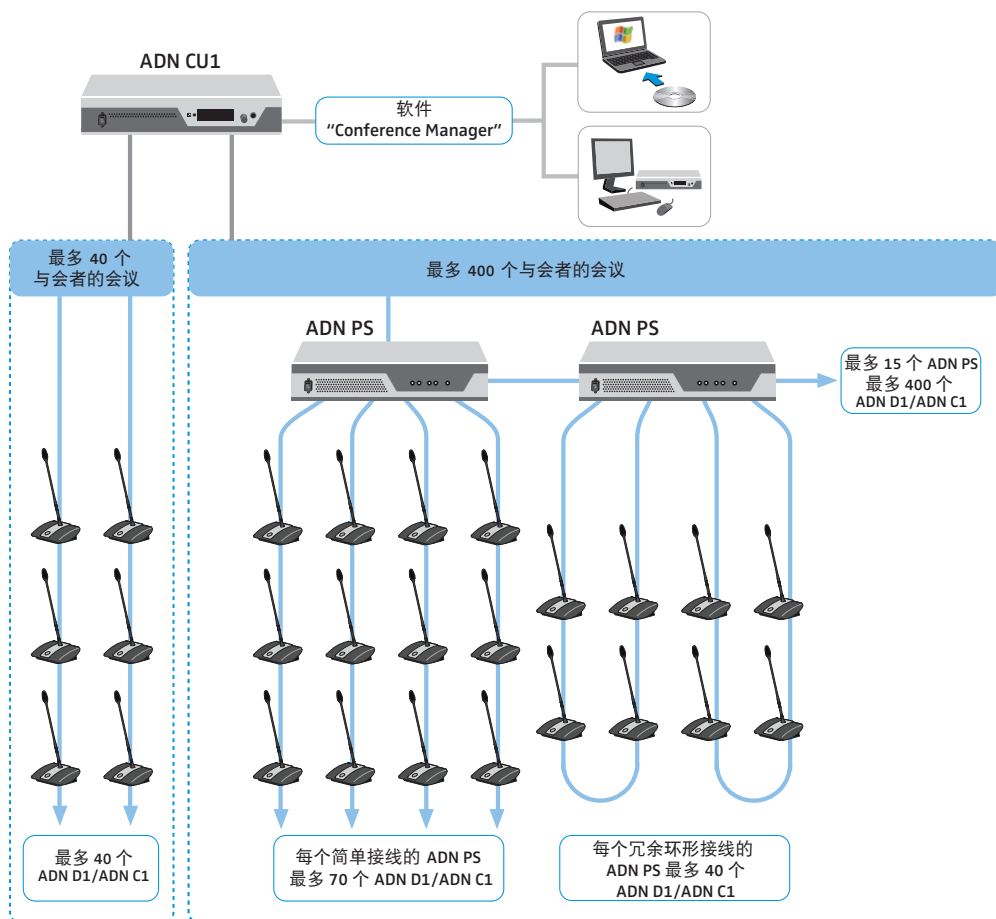 ADN CU1
软件
“Conference Manager”
最多 40 个
与会者的会议
最多 400 个与会者的会议
ADN PS
ADN PS
最多 15 个 ADN PS
最多 400 个
ADN D1/ADN C1
最多 40 个
ADN D1/ADN C1
每个简单接线的 ADN PS
最多 70 个 ADN D1/ADN C1
每个冗余环形接线的
ADN PS 最多 40 个
ADN D1/ADN C1